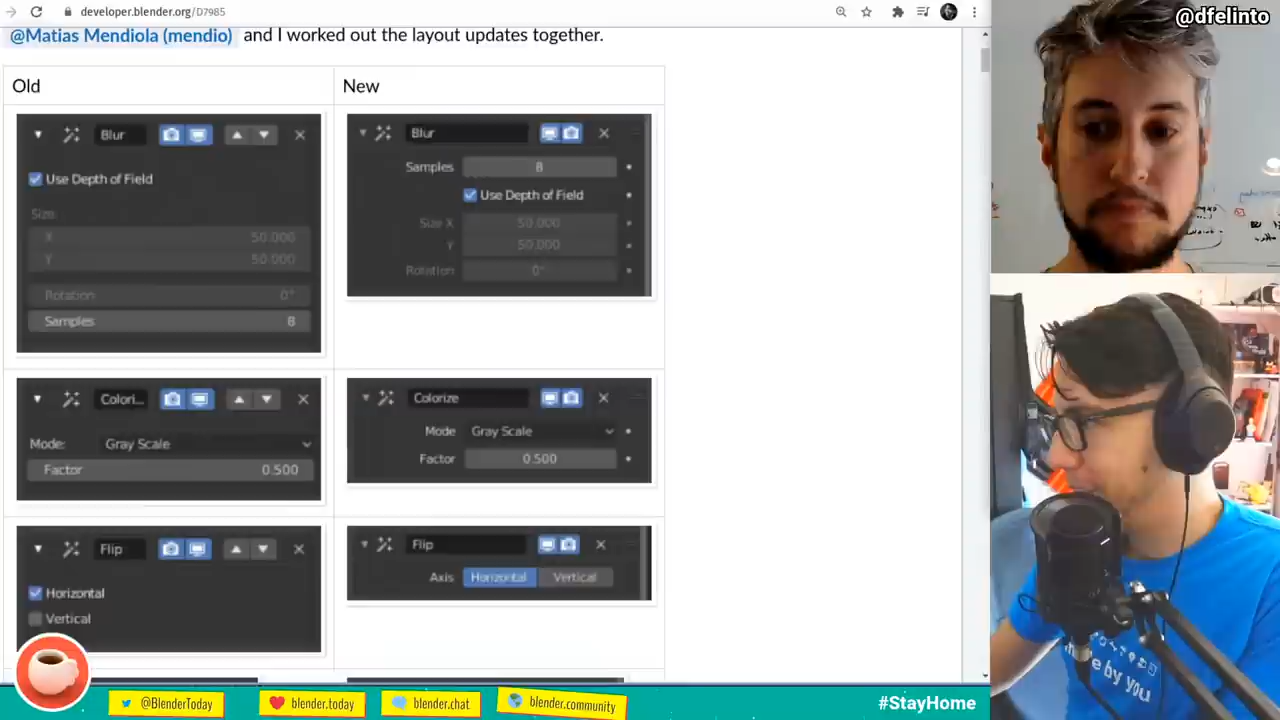 developer.blender.org/D7985
@dfelinto
@Matias Mendiola (mendio) and I worked out the layout updates together.
Old
New
Blur
Use Depth of Field
Size:
X 50.000
Y 50.000
Rotation 0°
Samples 8
Blur
Samples 8
Use Depth of Field
Size X 50.000
Y 50.000
Rotation 0°
Colori...
Mode: Gray Scale
Factor 0.500
Colorize
Mode Gray Scale
Factor 0.500
Flip
Horizontal
Vertical
Flip
Axis Horizontal Vertical
@BlenderToday
blender.today
blender.chat
blender.community
#StayHome